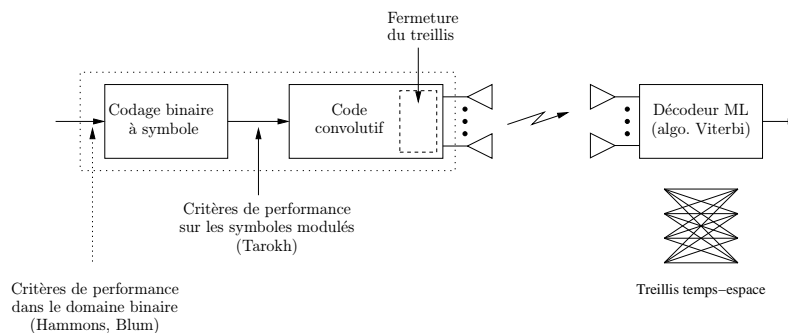 Fermeture
du treillis
Codage binaire
à symbole
Code
convolutif
Décodeur ML
(algo. Viterbi)
Critères de performance
sur les symboles modulés
(Tarokh)
Critères de performance
dans le domaine binaire
(Hammons, Blum)
Treillis temps−espace